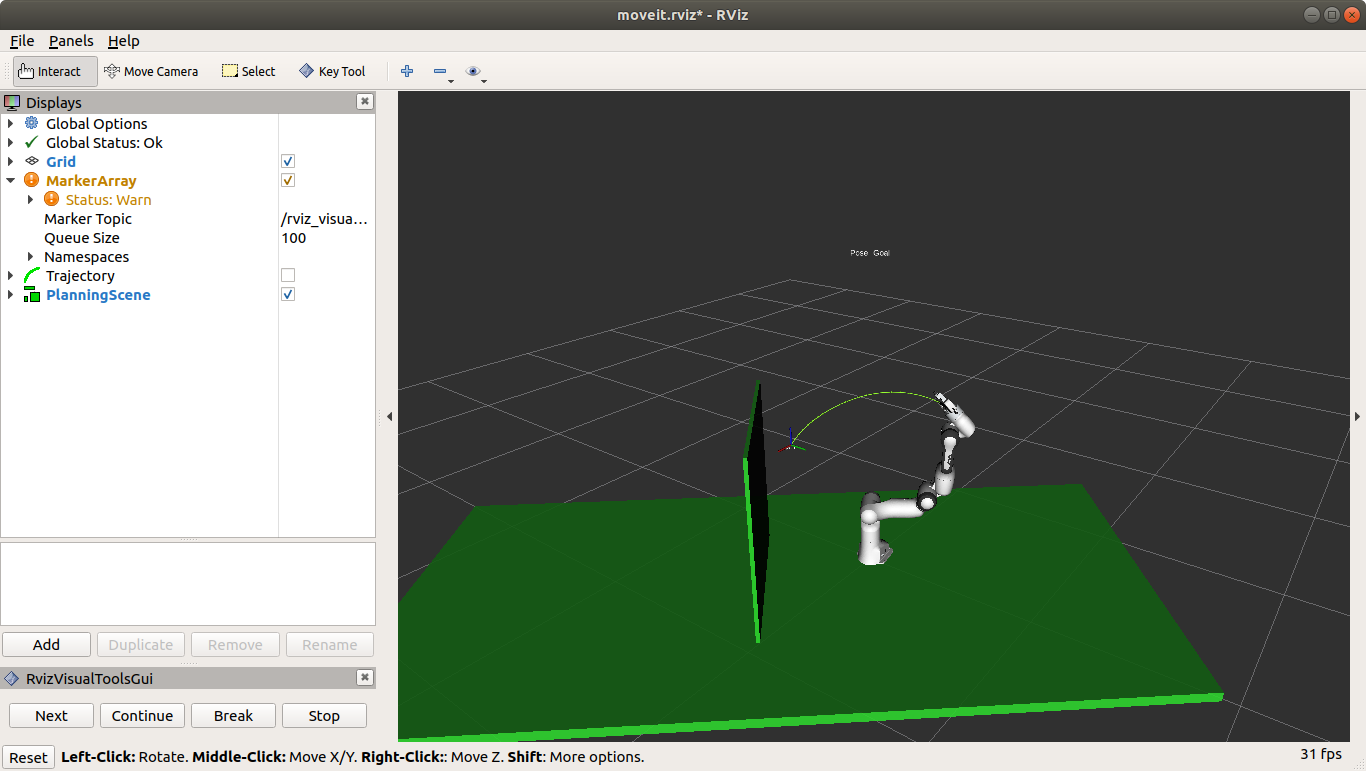 moveit.rviz* - RViz
File Panels Help
Interact Move Camera Select Key Tool
Displays
Global Options
Global Status: Ok
Grid
MarkerArray
Status: Warn
Marker Topic /rviz_visua...
Queue Size 100
Namespaces
Trajectory
PlanningScene
Pose Goal
Add Duplicate Remove Rename
RvizVisualToolsGui
Next Continue Break Stop
Reset Left-Click: Rotate. Middle-Click: Move X/Y. Right-Click:: Move Z. Shift: More options. 31 fps